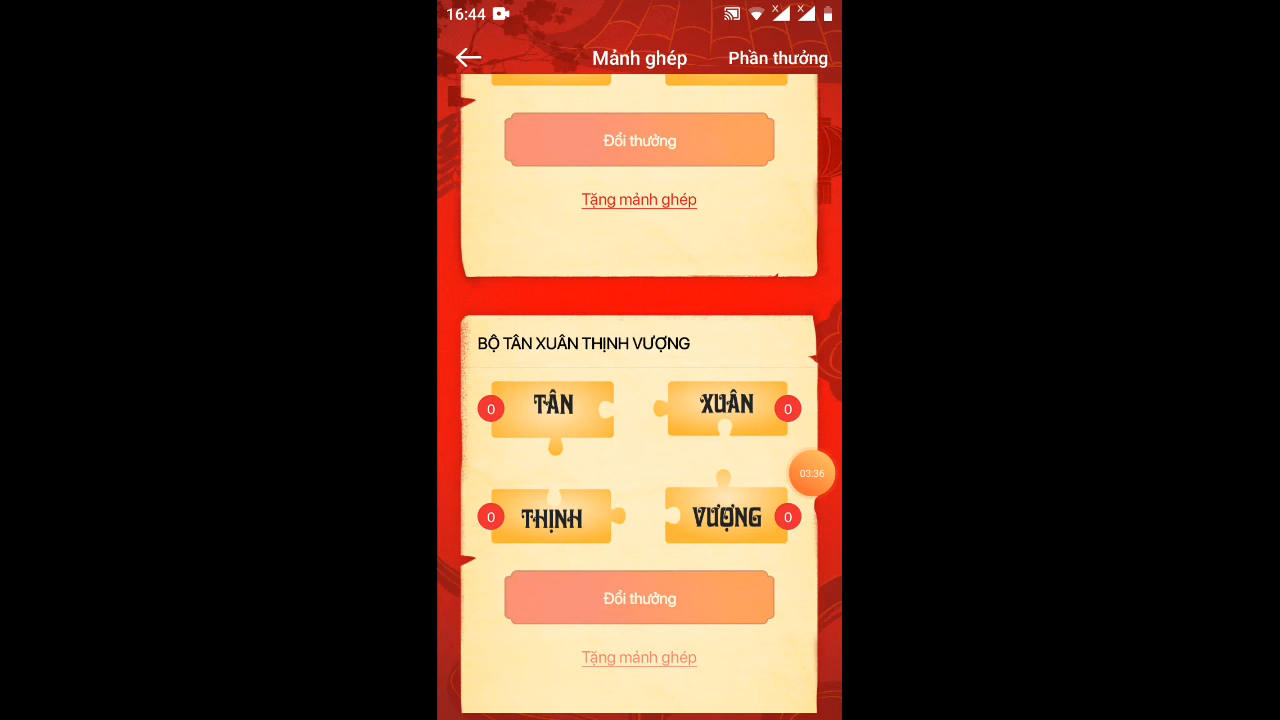 16:44
X X
Mảnh ghép Phần thưởng
Đổi thưởng
Tặng mảnh ghép
BỘ TÂN XUÂN THỊNH VƯỢNG
0 TÂN XUÂN 0
03:36
0 THỊNH VƯỢNG 0
Đổi thưởng
Tặng mảnh ghép